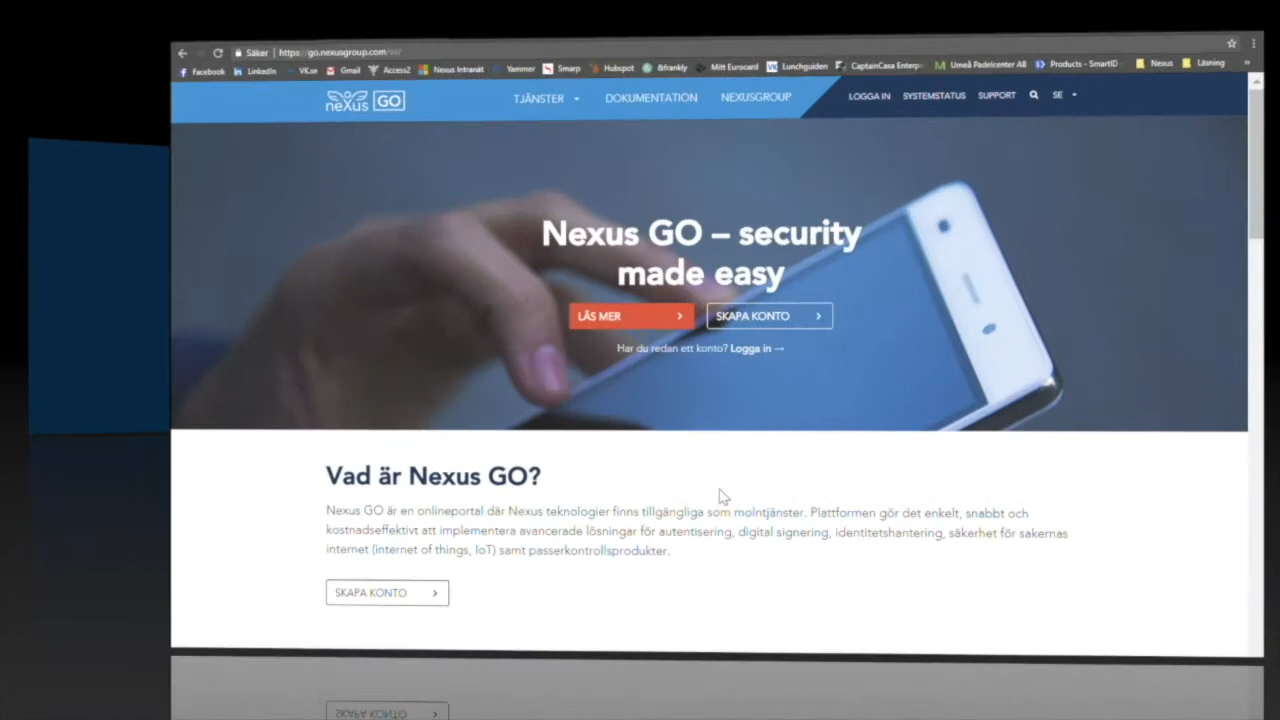 Säker | https://go.nexusgroup.com/sv/
Facebook LinkedIn VK.se Gmail Access2 Nexus Intranät Yammer Smarp Hubspot &frankly Mitt Eurocard Lunchguiden CaptainCasa Enterp Umeå Padelcenter AB Products - SmartID Nexus Läsning »
neXus GO TJÄNSTER DOKUMENTATION NEXUSGROUP LOGGA IN SYSTEMSTATUS SUPPORT SE
Nexus GO – security
made easy
LÄS MER > SKAPA KONTO >
Har du redan ett konto? Logga in →
Vad är Nexus GO?
Nexus GO är en onlineportal där Nexus teknologier finns tillgängliga som molntjänster. Plattformen gör det enkelt, snabbt och
kostnadseffektivt att implementera avancerade lösningar för autentisering, digital signering, identitetshantering, säkerhet för sakernas
internet (internet of things, IoT) samt passerkontrollsprodukter.
SKAPA KONTO >